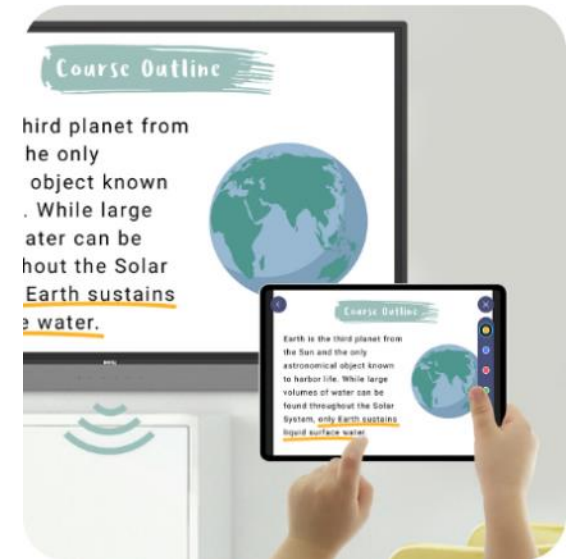 Course Outline
hird planet from
he only
object known
. While large
ater can be
hout the Solar
Earth sustains
e water.
BenQ
Course Outline
Earth is the third planet from
the Sun and the only
astronomical object known
to harbor life. While large
volumes of water can be
found throughout the Solar
System, only Earth sustains
liquid surface water.